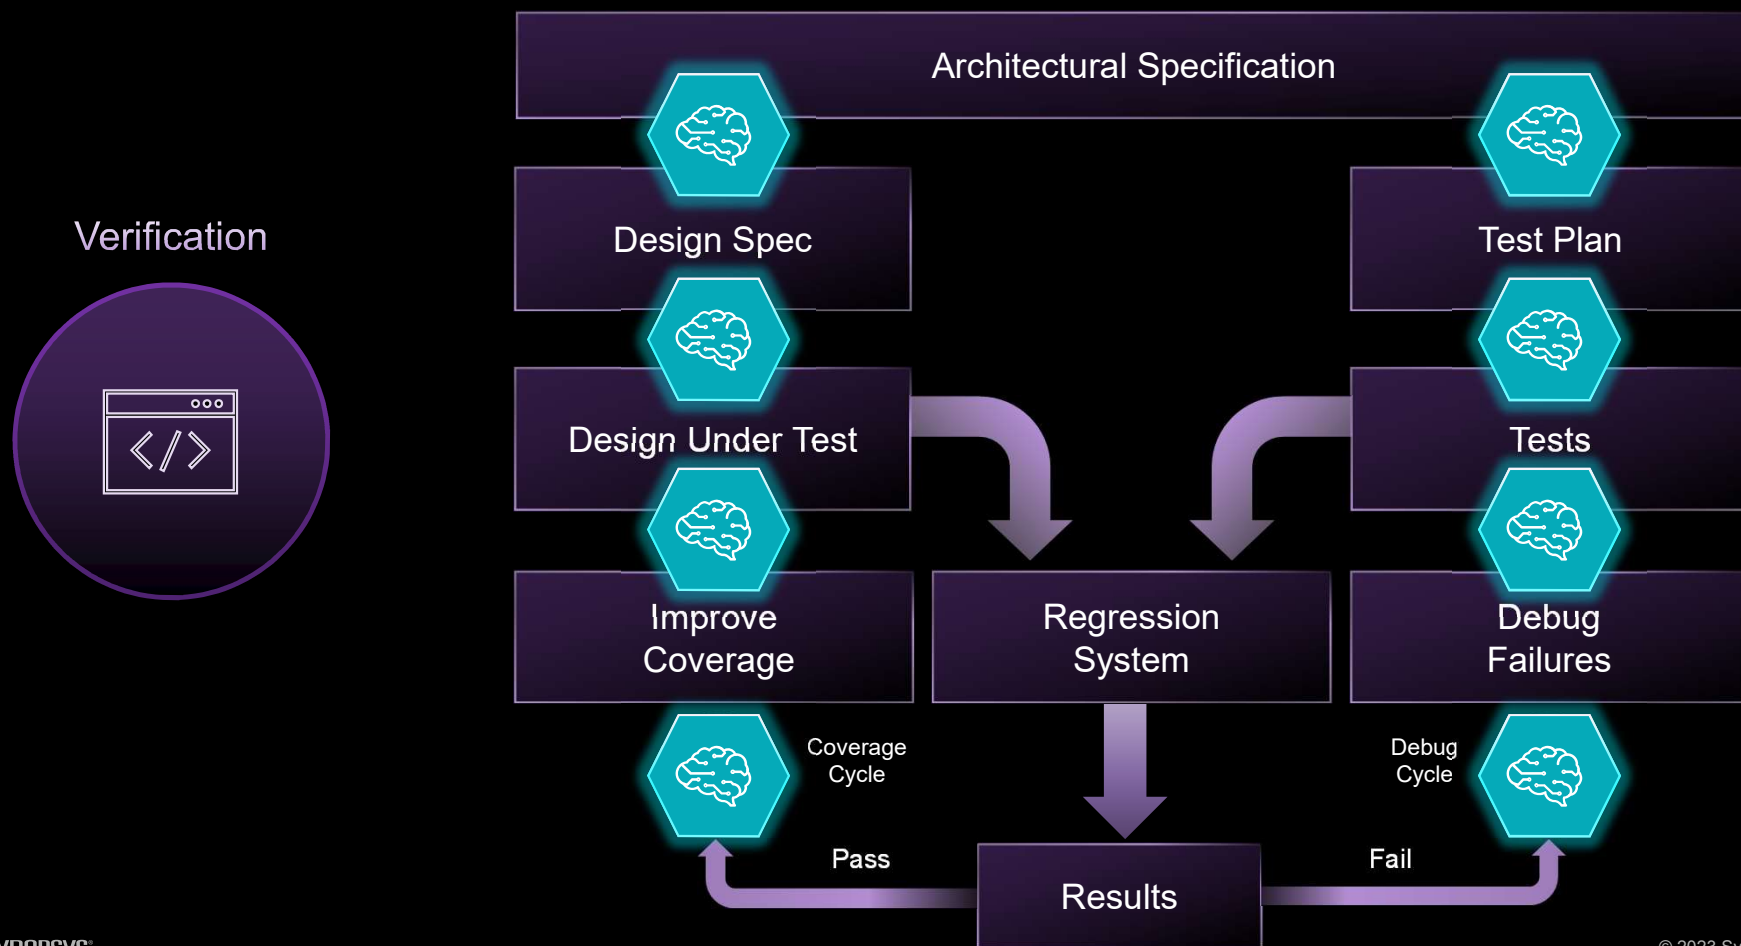 Architectural Specification
Verification
Design Spec
Test Plan
Design Under Test
Tests
Improve
Coverage
Regression
System
Debug
Failures
Coverage
Cycle
Debug
Cycle
Pass
Fail
Results
© 2023